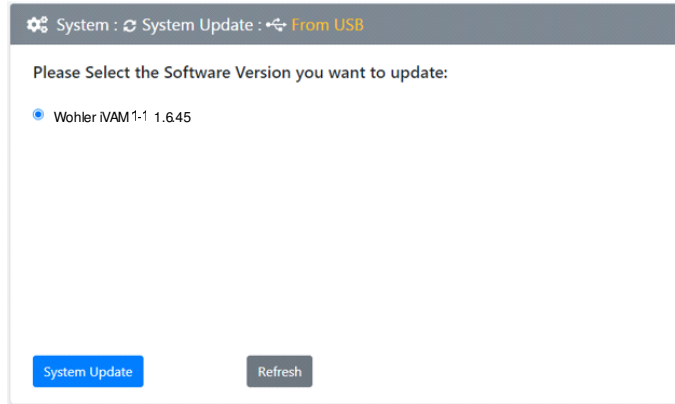 System : System Update : From USB
Please Select the Software Version you want to update:
Wohler iVAM1-1 1.6.45
System Update
Refresh